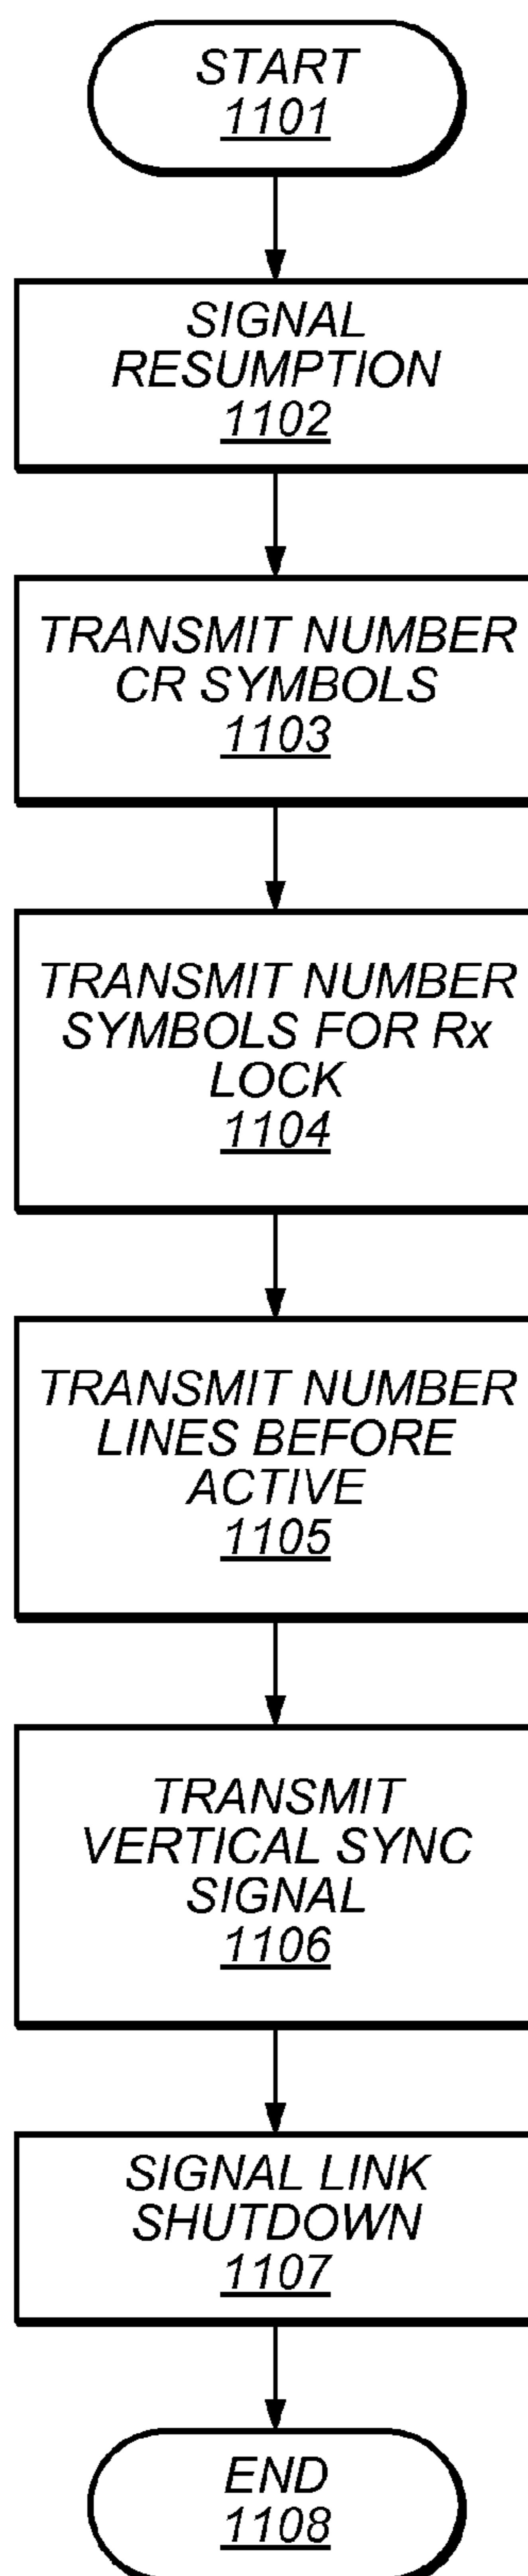 START
1101
SIGNAL
RESUMPTION
1102
TRANSMIT NUMBER
CR SYMBOLS
1103
TRANSMIT NUMBER
SYMBOLS FOR Rx
LOCK
1104
TRANSMIT NUMBER
LINES BEFORE
ACTIVE
1105
TRANSMIT
VERTICAL SYNC
SIGNAL
1106
SIGNAL LINK
SHUTDOWN
1107
END
1108